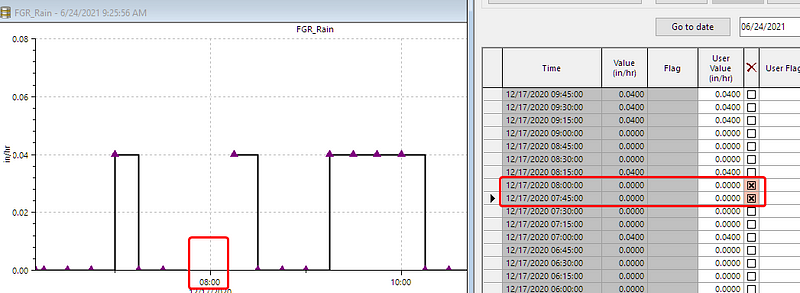 FGR_Rain - 6/24/2021 9:25:56 AM
FGR_Rain
0.08
0.06
0.04
0.02
0.00
in/hr
08:00
10:00
12/17/2020
Go to date 06/24/2021
Time Value (in/hr) Flag User Value (in/hr) User Flag
12/17/2020 09:45:00 0.0400 0.0400
12/17/2020 09:30:00 0.0400 0.0400
12/17/2020 09:15:00 0.0400 0.0400
12/17/2020 09:00:00 0.0000 0.0000
12/17/2020 08:45:00 0.0000 0.0000
12/17/2020 08:30:00 0.0000 0.0000
12/17/2020 08:15:00 0.0400 0.0400
12/17/2020 08:00:00 0.0000 0.0000
12/17/2020 07:45:00 0.0000 0.0000
12/17/2020 07:30:00 0.0000 0.0000
12/17/2020 07:15:00 0.0000 0.0000
12/17/2020 07:00:00 0.0400 0.0400
12/17/2020 06:45:00 0.0000 0.0000
12/17/2020 06:30:00 0.0000 0.0000
12/17/2020 06:15:00 0.0000 0.0000
12/17/2020 06:00:00 0.0000 0.0000